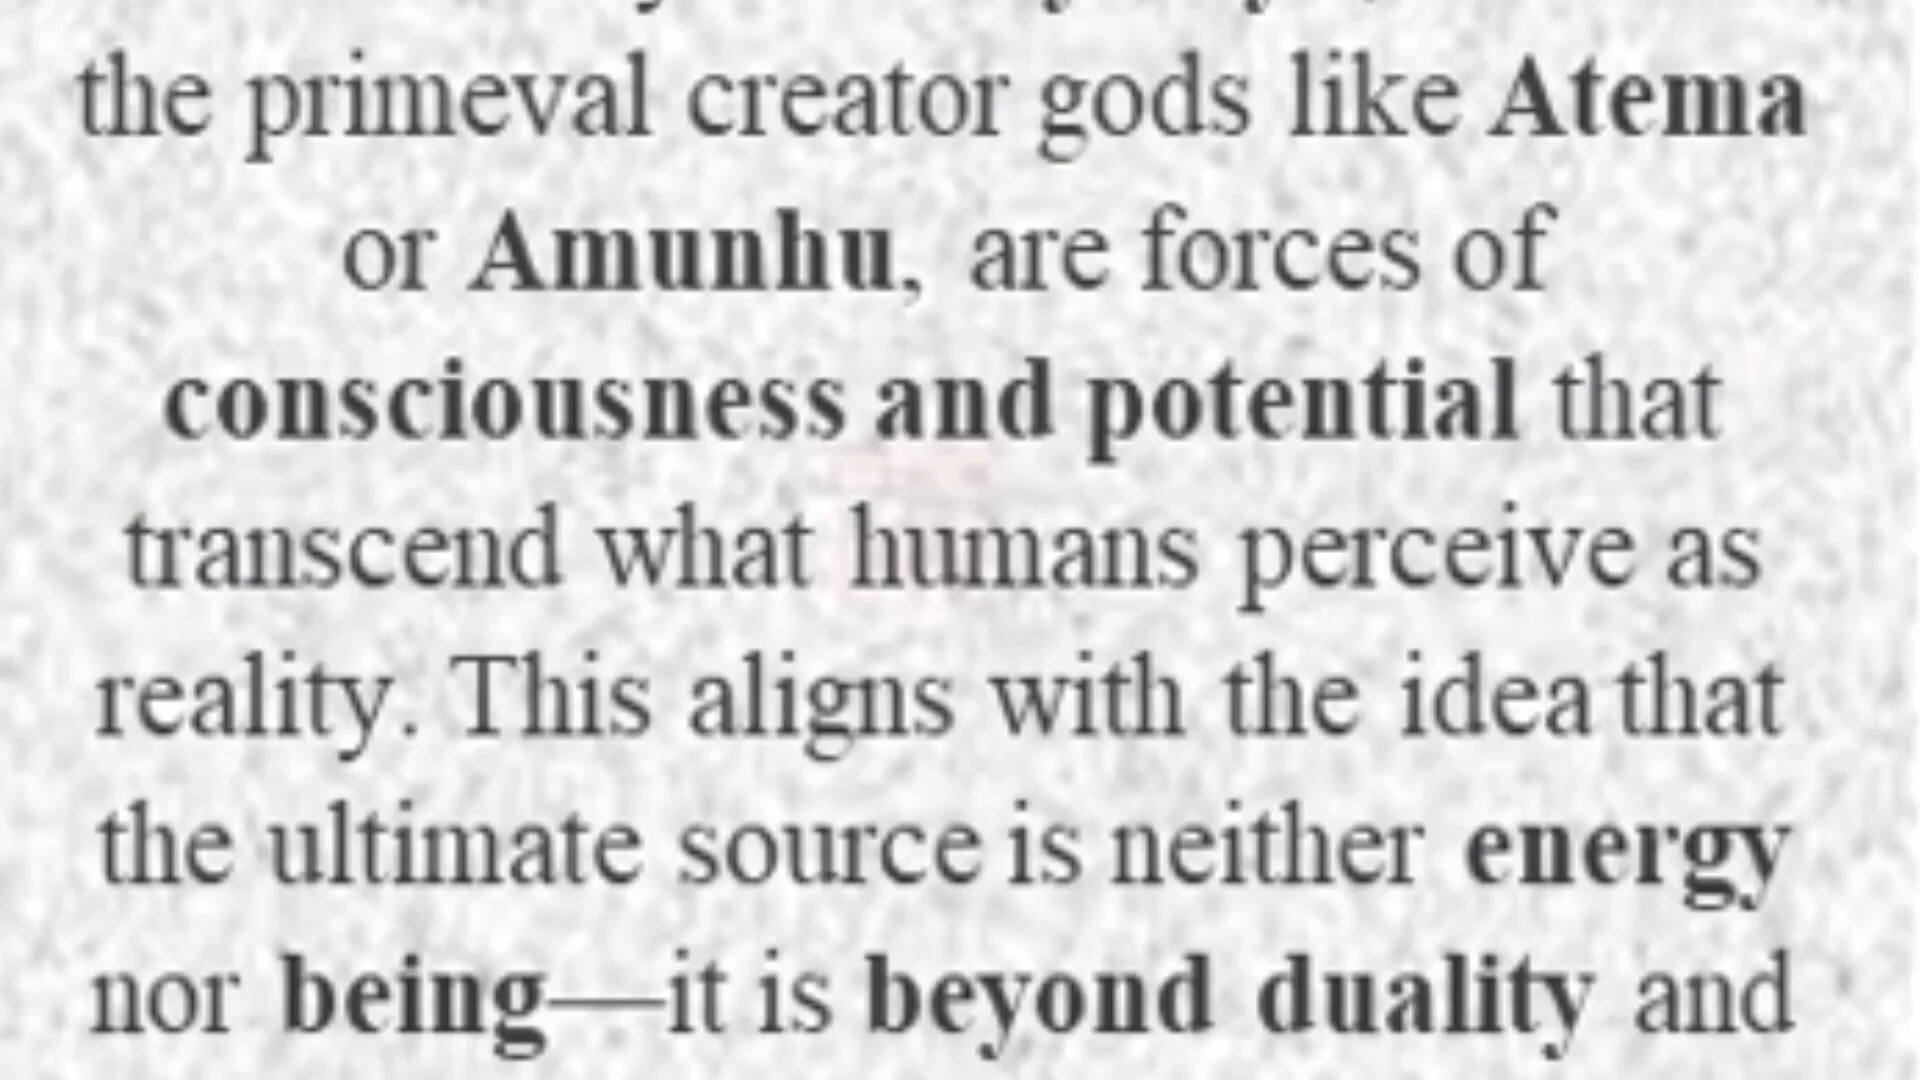 the primeval creator gods like Atema
or Amunhu, are forces of
consciousness and potential that
transcend what humans perceive as
reality. This aligns with the idea that
the ultimate source is neither energy
nor being—it is beyond duality and